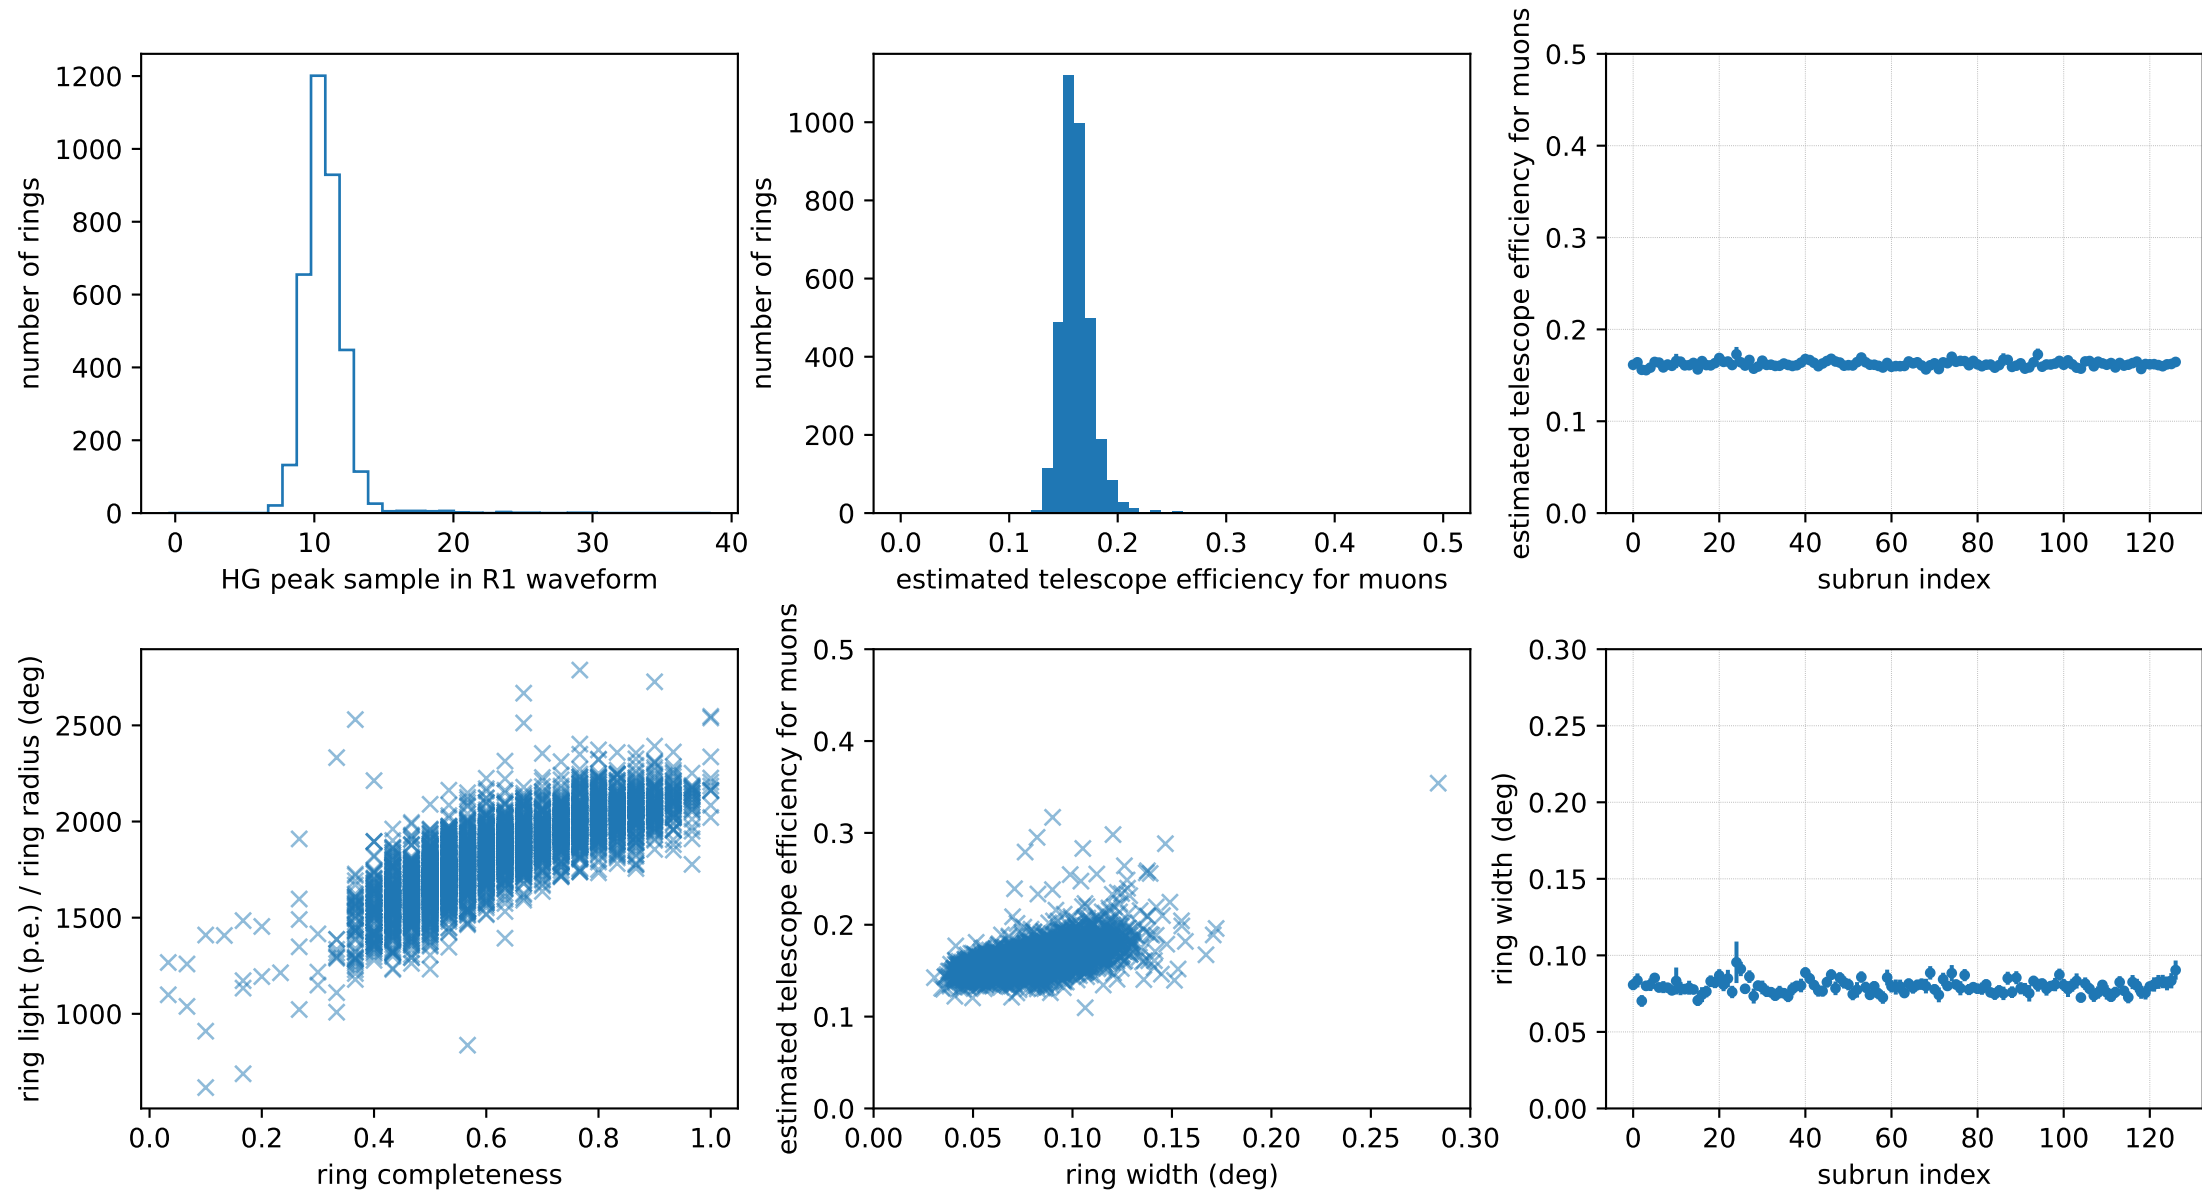 number of rings
1200
1000
800
600
400
200
0
0 10 20 30 40
HG peak sample in R1 waveform
number of rings
1000
800
600
400
200
0
0.0 0.1 0.2 0.3 0.4 0.5
estimated telescope efficiency for muons
estimated telescope efficiency for muons
0.5
0.4
0.3
0.2
0.1
0.0
0 20 40 60 80 100 120
subrun index
ring light (p.e.) / ring radius (deg)
2500
2000
1500
1000
0.0 0.2 0.4 0.6 0.8 1.0
ring completeness
estimated telescope efficiency for muons
0.5
0.4
0.3
0.2
0.1
0.0
0.00 0.05 0.10 0.15 0.20 0.25 0.30
ring width (deg)
ring width (deg)
0.30
0.25
0.20
0.15
0.10
0.05
0.00
0 20 40 60 80 100 120
subrun index